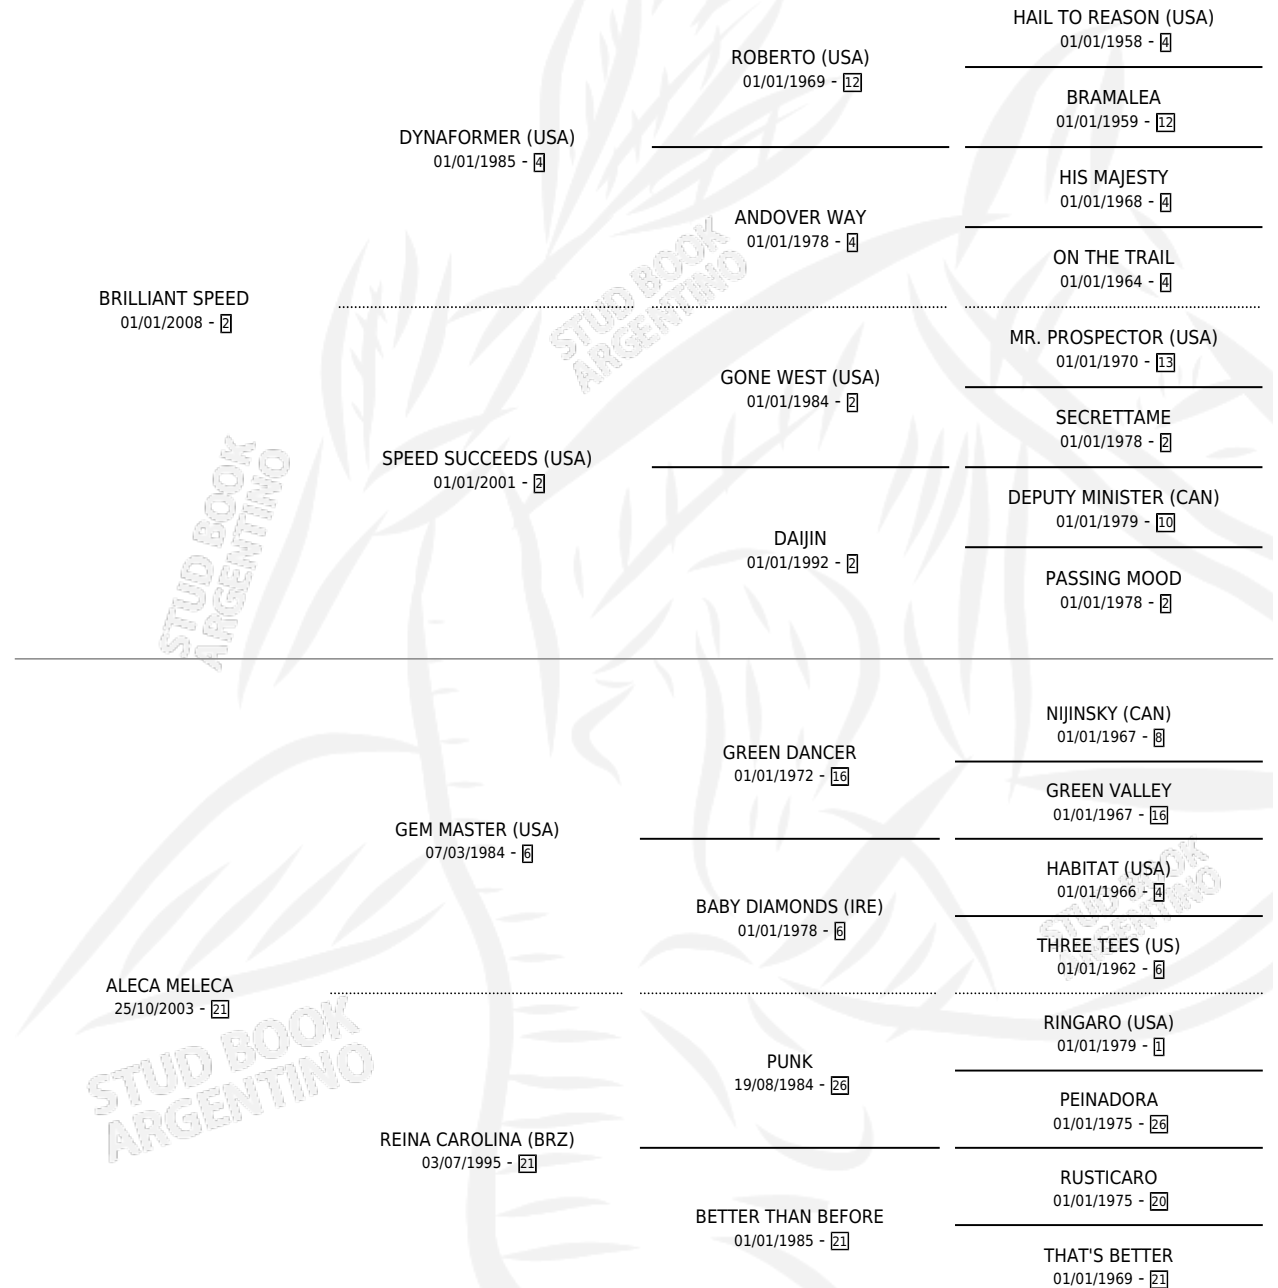 HAIL TO REASON (USA)
01/01/1958 - 4
ROBERTO (USA)
01/01/1969 - 12
BRAMALEA
01/01/1959 - 12
DYNAFORMER (USA)
01/01/1985 - 4
HIS MAJESTY
01/01/1968 - 4
ANDOVER WAY
01/01/1978 - 4
ON THE TRAIL
01/01/1964 - 4
BRILLIANT SPEED
01/01/2008 - 2
MR. PROSPECTOR (USA)
01/01/1970 - 13
GONE WEST (USA)
01/01/1984 - 2
SECRETTAME
01/01/1978 - 2
SPEED SUCCEEDS (USA)
01/01/2001 - 2
DEPUTY MINISTER (CAN)
01/01/1979 - 10
DAIJIN
01/01/1992 - 2
PASSING MOOD
01/01/1978 - 2
STUD BOOK
ARGENTINO
STUD BOOK
ARGENTINO
NIJINSKY (CAN)
01/01/1967 - 8
GREEN DANCER
01/01/1972 - 16
GREEN VALLEY
01/01/1967 - 16
GEM MASTER (USA)
07/03/1984 - 6
HABITAT (USA)
01/01/1966 - 4
BABY DIAMONDS (IRE)
01/01/1978 - 6
THREE TEES (US)
01/01/1962 - 6
ALECA MELECA
25/10/2003 - 21
RINGARO (USA)
01/01/1979 - 1
PUNK
19/08/1984 - 26
PEINADORA
01/01/1975 - 26
REINA CAROLINA (BRZ)
03/07/1995 - 21
RUSTICARO
01/01/1975 - 20
BETTER THAN BEFORE
01/01/1985 - 21
THAT'S BETTER
01/01/1969 - 21
STUD BOOK
ARGENTINO
STUD BOOK
ARGENTINO